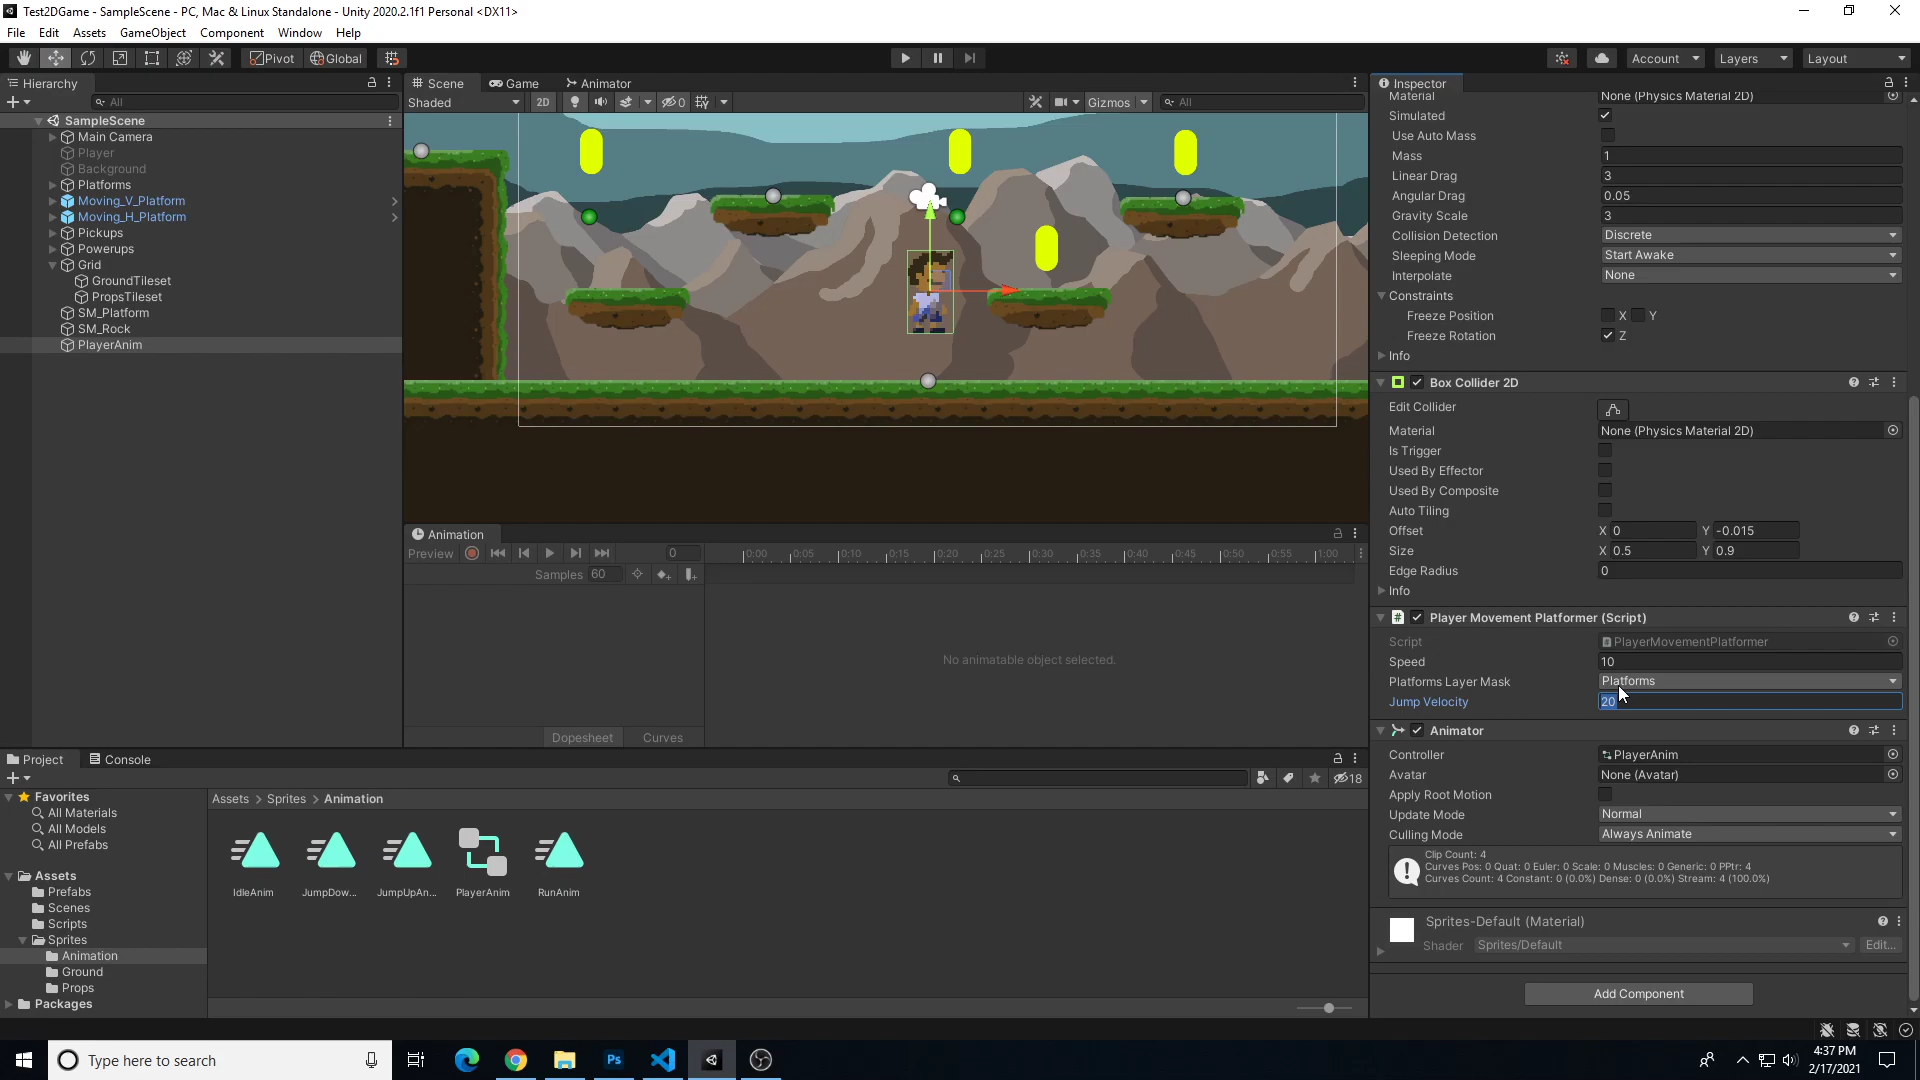 Test2DGame - SampleScene - PC, Mac & Linux Standalone - Unity 2020.2.1f1 Personal <DX11>
File Edit Assets GameObject Component Window Help
Pivot Global Account Layers Layout
Hierarchy
All
SampleScene
Main Camera
Player
Background
Platforms
Moving_V_Platform
Moving_H_Platform
Pickups
Powerups
Grid
GroundTileset
PropsTileset
SM_Platform
SM_Rock
PlayerAnim
Scene Game Animator
Shaded 2D 0 Gizmos All
Animation
Preview 0 0:00 0:05 0:10 0:15 0:20 0:25 0:30 0:35 0:40 0:45 0:50 0:55 1:00
Samples 60
No animatable object selected.
Dopesheet Curves
Inspector
Material None (Physics Material 2D)
Simulated
Use Auto Mass
Mass 1
Linear Drag 3
Angular Drag 0.05
Gravity Scale 3
Collision Detection Discrete
Sleeping Mode Start Awake
Interpolate None
Constraints
Freeze Position X Y
Freeze Rotation Z
Info
Box Collider 2D
Edit Collider
Material None (Physics Material 2D)
Is Trigger
Used By Effector
Used By Composite
Auto Tiling
Offset X 0 Y -0.015
Size X 0.5 Y 0.9
Edge Radius 0
Info
# Player Movement Platformer (Script)
Script PlayerMovementPlatformer
Speed 10
Platforms Layer Mask Platforms
Jump Velocity 20
Animator
Controller PlayerAnim
Avatar None (Avatar)
Apply Root Motion
Update Mode Normal
Culling Mode Always Animate
Clip Count: 4
Curves Pos: 0 Quat: 0 Euler: 0 Scale: 0 Muscles: 0 Generic: 0 PPtr: 4
Curves Count: 4 Constant: 0 (0.0%) Dense: 0 (0.0%) Stream: 4 (100.0%)
Sprites-Default (Material)
Shader Sprites/Default Edit...
Add Component
Project Console
18
Favorites
All Materials
All Models
All Prefabs
Assets
Prefabs
Scenes
Scripts
Sprites
Animation
Ground
Props
Packages
Assets > Sprites > Animation
IdleAnim JumpDow... JumpUpAn... PlayerAnim RunAnim
Type here to search
Ps
4:37 PM
2/17/2021